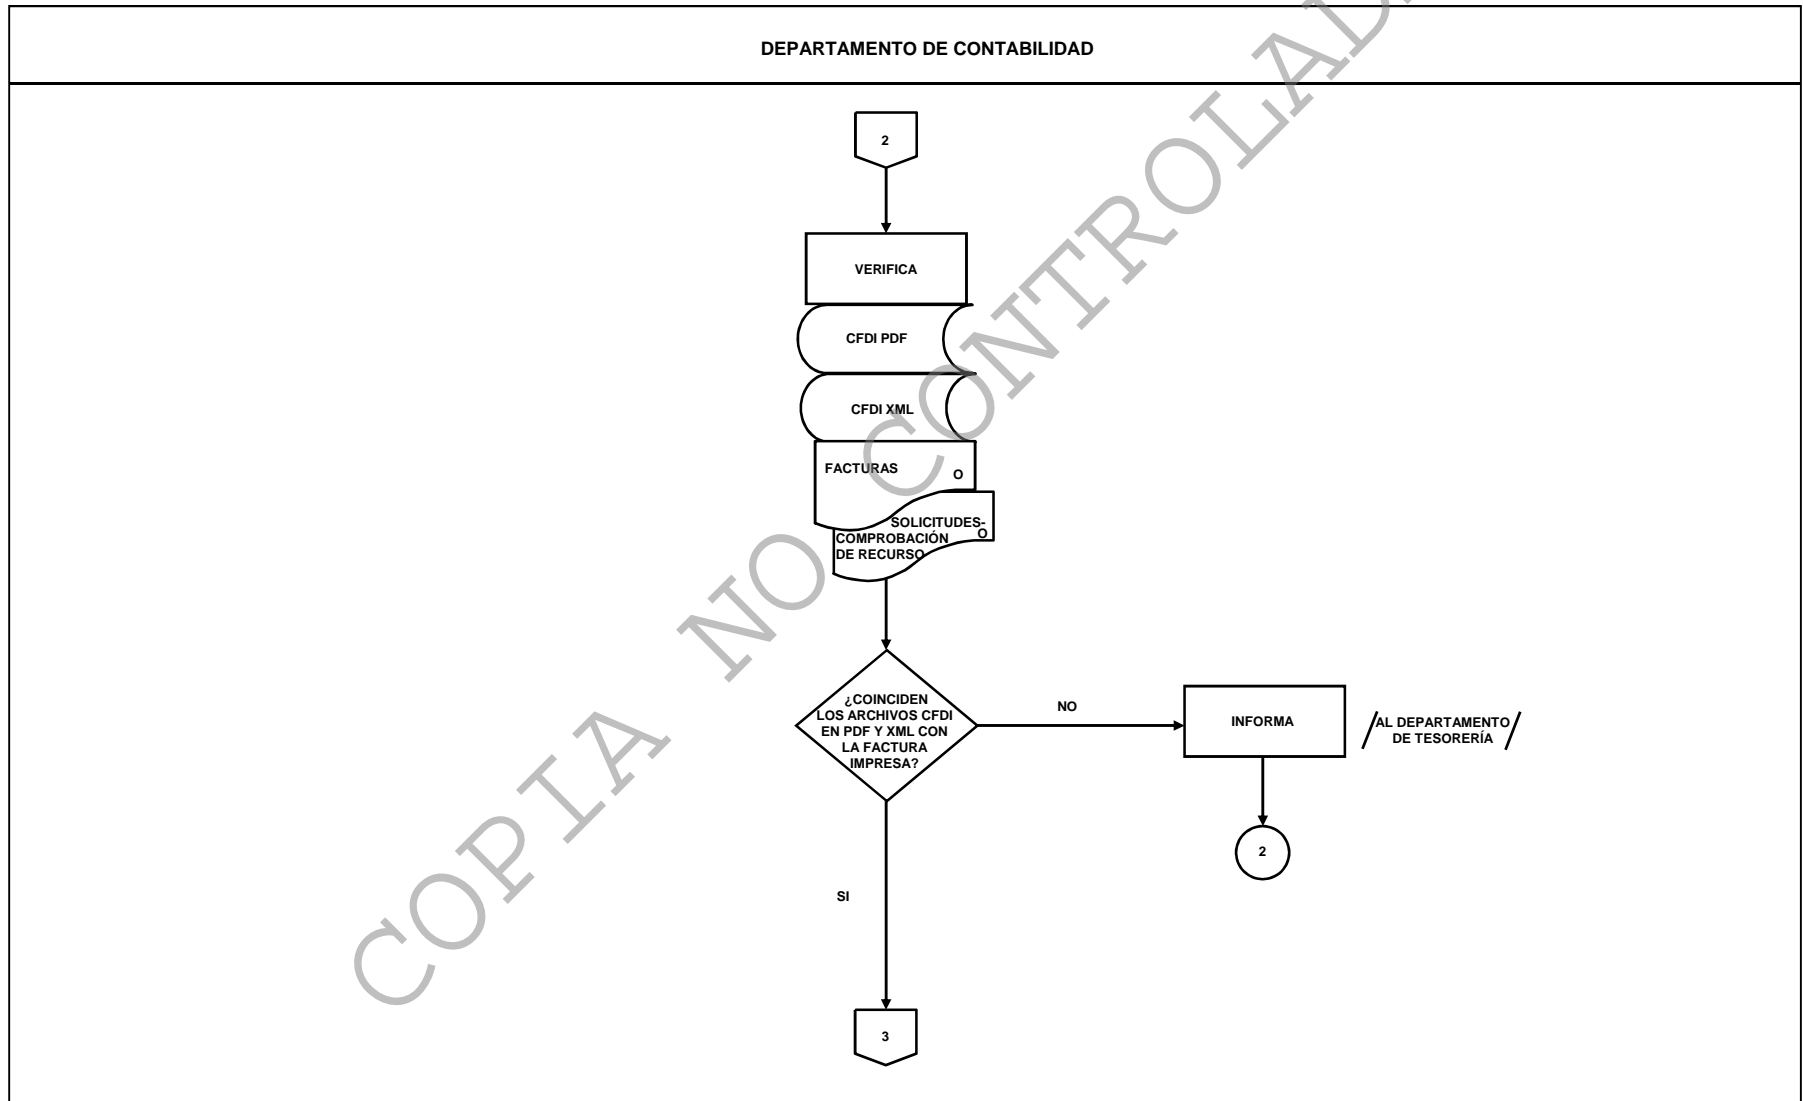 DEPARTAMENTO DE CONTABILIDAD
2
VERIFICA
CFDI PDF
CFDI XML
FACTURAS
O
SOLICITUDES-
O
COMPROBACIÓN
DE RECURSO
¿COINCIDEN
LOS ARCHIVOS CFDI
EN PDF Y XML CON
LA FACTURA
IMPRESA?
NO
INFORMA
AL DEPARTAMENTO
DE TESORERÍA
2
SI
3
COPIA NO CONTROLAD